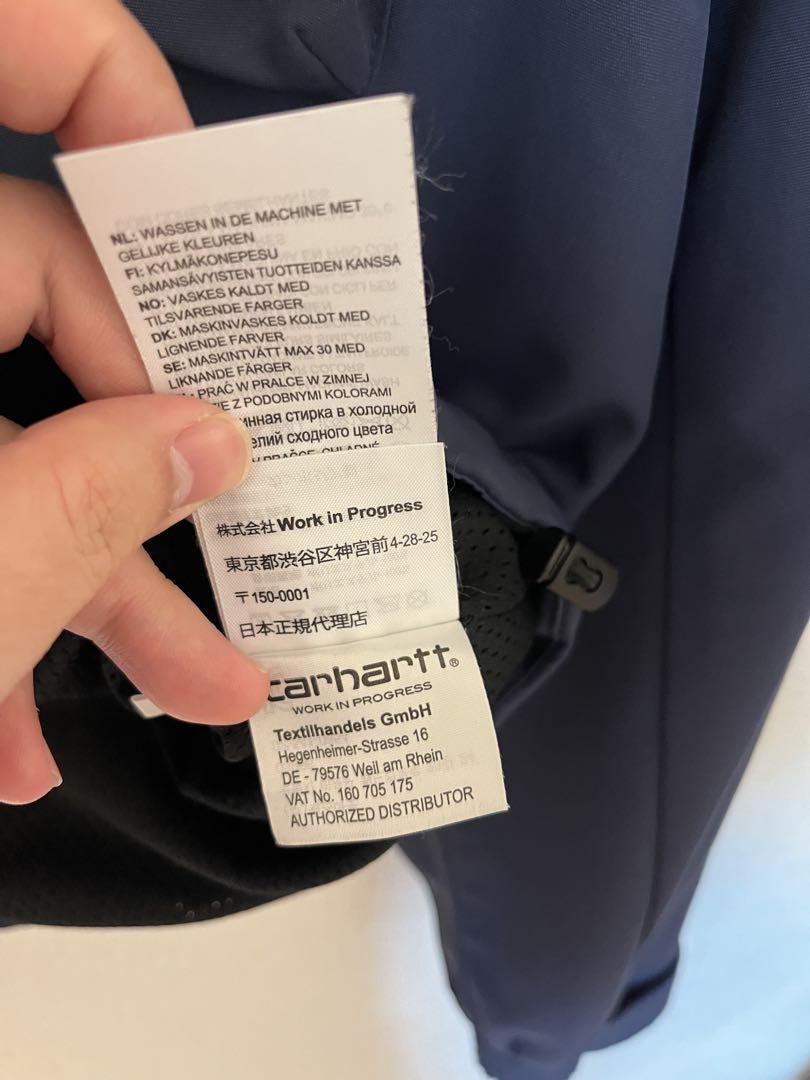 NL: WASSEN IN DE MACHINE MET
GELIJKE KLEUREN
FI: KYLMÄKONEPESU
SAMANSÄVYISTEN TUOTTEIDEN KANSSA
NO: VASKES KALDT MED
TILSVARENDE FARGER
DK: MASKINVASKES KOLDT MED
LIGNENDE FARVER
SE: MASKINTVÄTT MAX 30 MED
LIKNANDE FÄRGER
PRAĆ W PRALCE W ZIMNEJ
Z PODOBNYMI KOLORAMI
стирка в холодной
сходного цвета
株式会社Work in Progress
東京都渋谷区神宮前4-28-25
〒150-0001
日本正規代理店
carhartt®
WORK IN PROGRESS
Textilhandels GmbH
Hegenheimer-Strasse 16
DE - 79576 Weil am Rhein
VAT No. 160 705 175
AUTHORIZED DISTRIBUTOR